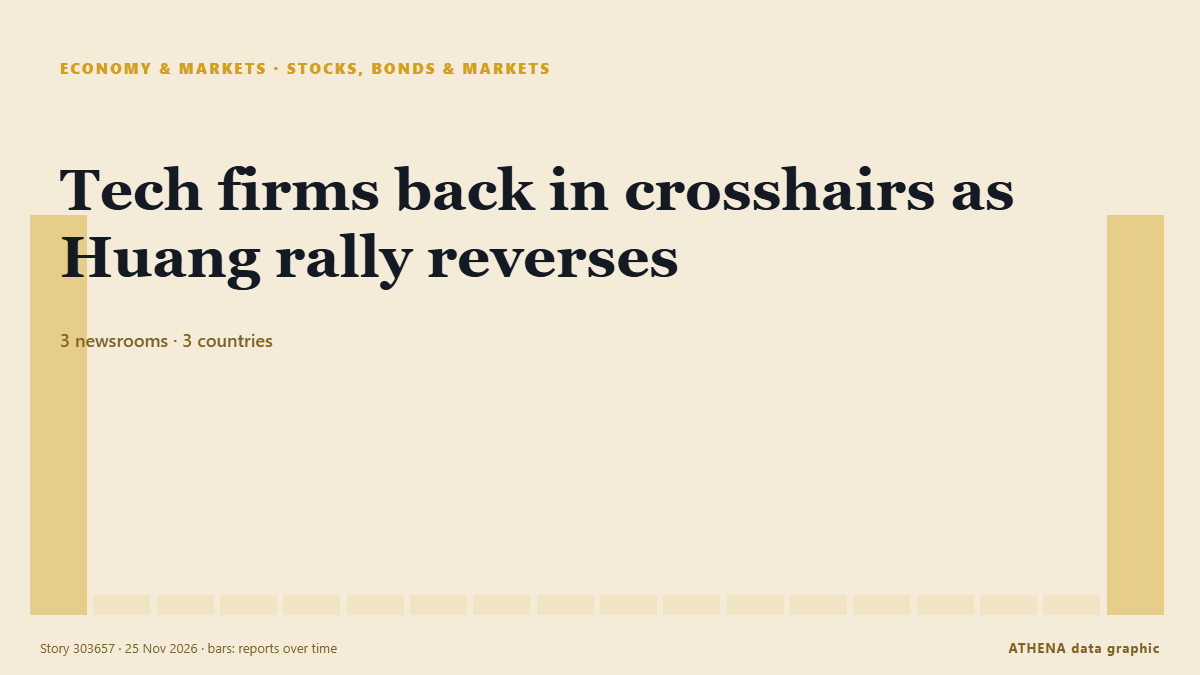 ECONOMY & MARKETS · STOCKS, BONDS & MARKETS
Tech firms back in crosshairs as
Huang rally reverses
3 newsrooms · 3 countries
Story 303657 · 25 Nov 2026 · bars: reports over time
ATHENA data graphic